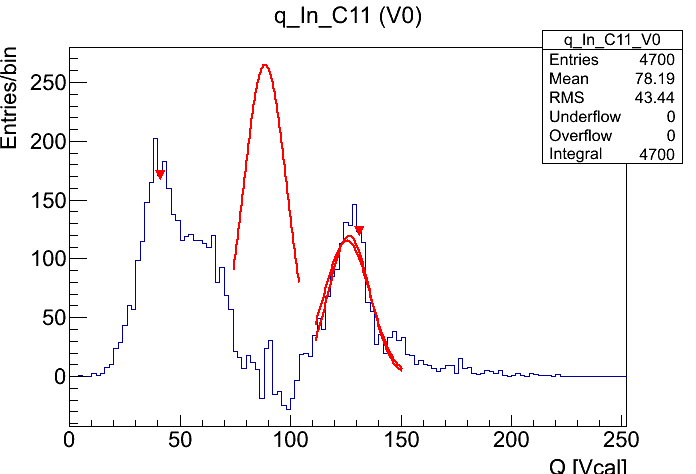 q_In_C11 (V0)
q_In_C11_V0
Entries 4700
Mean 78.19
RMS 43.44
Underflow 0
Overflow 0
Integral 4700
Entries/bin
250
200
150
100
50
0
0 50 100 150 200 250
Q [Vcal]